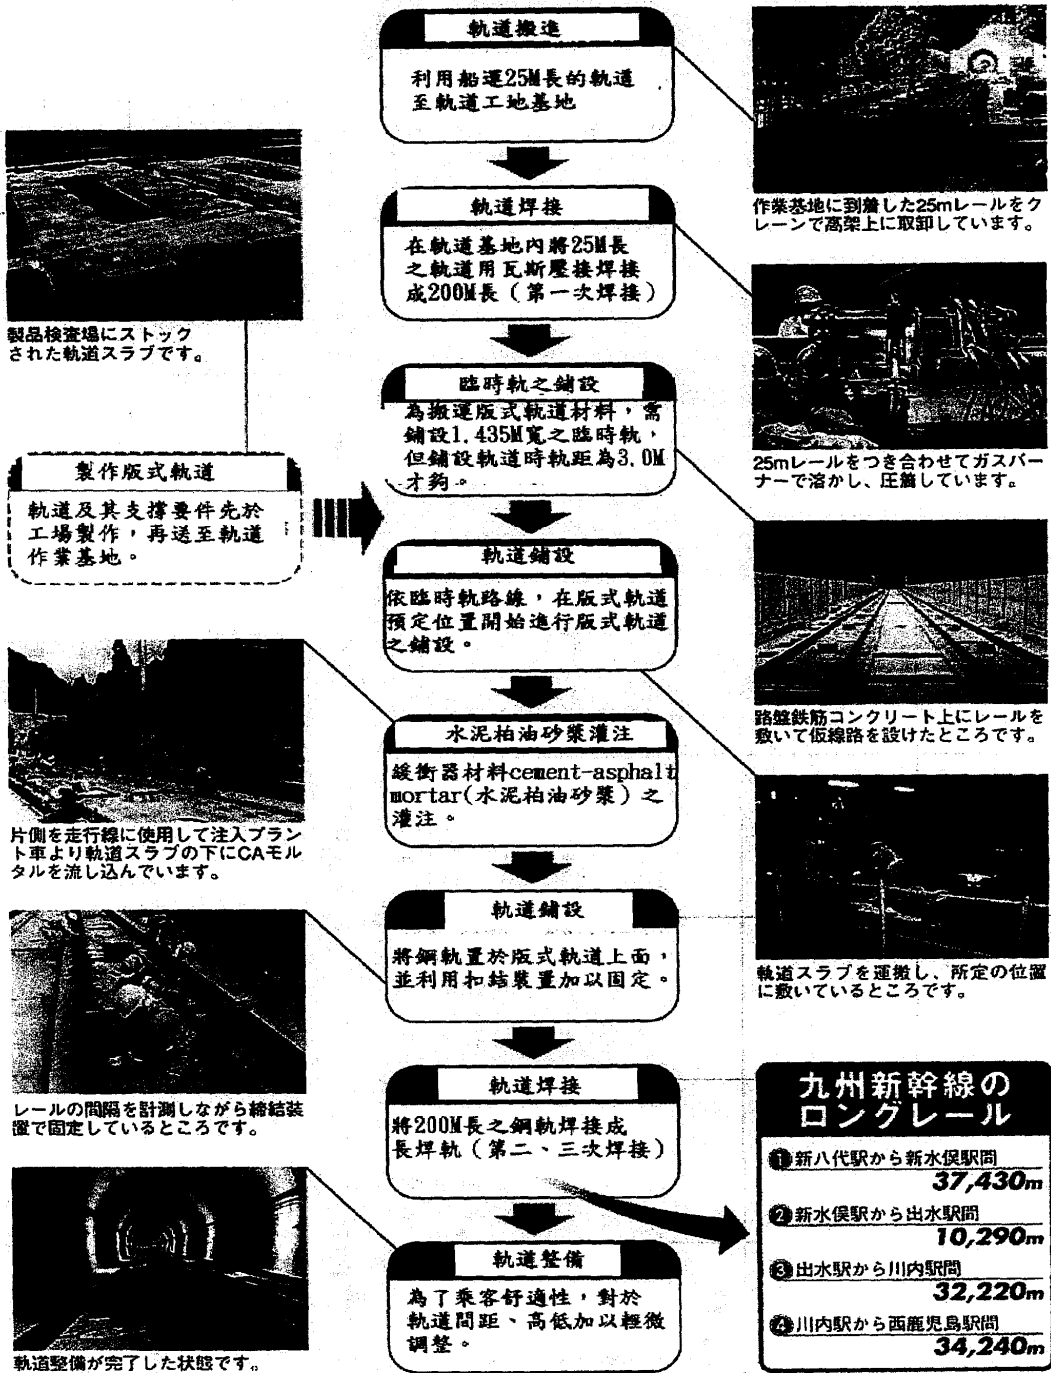 軌道搬進
利用船運25M長的軌道
至軌道工地基地
作業基地に到着した25mレールをク
レーンで高架上に取卸しています。
軌道焊接
在軌道基地內將25M長
之軌道用瓦斯壓接焊接
成200M長（第一次焊接）
製品検査場にストック
された軌道スラブです。
25mレールをつき合わせてガスバー
ナーで溶かし、圧着しています。
臨時軌之鋪設
為搬運版式軌道材料，需
鋪設1.435M寬之臨時軌，
但鋪設軌道時軌距為3.0M
才夠。
製作版式軌道
軌道及其支撐要件先於
工場製作，再送至軌道
作業基地。
軌道鋪設
依臨時軌路線，在版式軌道
預定位置開始進行版式軌道
之鋪設。
路盤鉄筋コンクリート上にレールを
敷いて仮線路を設けたところです。
水泥柏油砂漿灌注
緩衝器材料cement-asphalt
mortar(水泥柏油砂漿）之
灌注。
片側を走行線に使用して注入プラン
ト車より軌道スラブの下にCAモル
タルを流し込んでいます。
軌道鋪設
將鋼軌置於版式軌道上面，
並利用扣結裝置加以固定。
軌道スラブを運搬し、所定の位置
に敷いているところです。
レールの間隔を計測しながら締結装
置で固定しているところです。
軌道焊接
將200M長之鋼軌焊接成
長焊軌（第二、三次焊接）
軌道整備
為了乘客舒適性，對於
軌道間距、高低加以輕微
調整。
軌道整備が完了した状態です。
九州新幹線の
ロングレール
❶新八代駅から新水俣駅間
37,430m
❷新水俣駅から出水駅間
10,290m
❸出水駅から川内駅間
32,220m
❹川内駅から西鹿児島駅間
34,240m